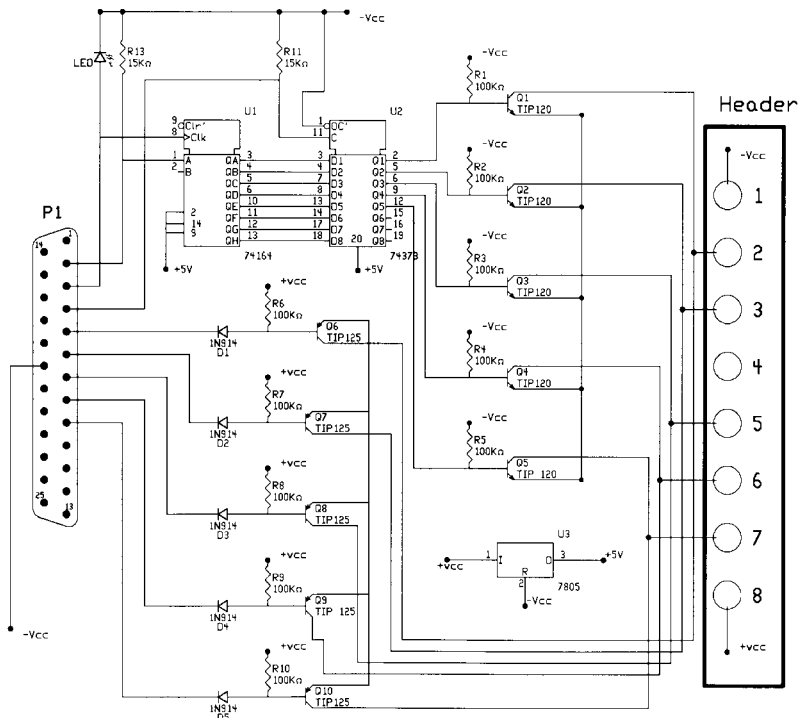 -Vcc
LED
R13
15KΩ
R11
15KΩ
U1
U2
9
Clr'
8
Clk
1
A
2
B
QA
3
QB
4
QC
5
QD
6
QE
10
QF
11
QG
12
QH
13
2
14
9
+5V
74164
1
OC'
11
C
3
D1
4
D2
7
D3
8
D4
13
D5
14
D6
17
D7
18
D8
Q1
2
Q2
5
Q3
6
Q4
9
Q5
12
Q6
15
Q7
16
Q8
19
20
+5V
74373
-Vcc
R1
100KΩ
Q1
TIP120
-Vcc
R2
100KΩ
Q2
TIP120
-Vcc
R3
100KΩ
Q3
TIP120
-Vcc
R4
100KΩ
Q4
TIP120
-Vcc
R5
100KΩ
Q5
TIP 120
P1
14
1
25
13
-Vcc
+vcc
R6
100KΩ
1N914
D1
Q6
TIP125
+vcc
R7
100KΩ
1N914
D2
Q7
TIP125
+vcc
R8
100KΩ
1N914
D3
Q8
TIP125
+vcc
R9
100KΩ
1N914
D4
Q9
TIP 125
+vcc
R10
100KΩ
1N914
D5
Q10
TIP125
U3
+vcc
1
I
O
3
+5V
R
2
7805
-Vcc
Header
-Vcc
1
2
3
4
5
6
7
8
+vcc